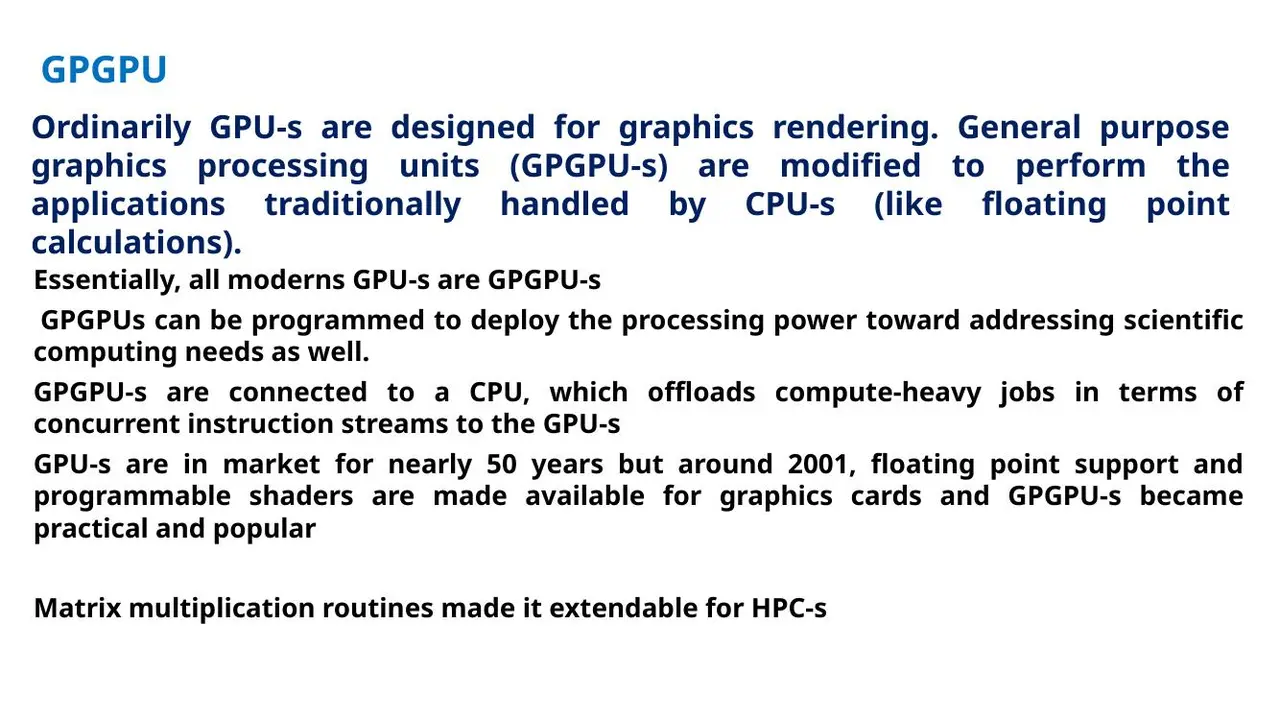 GPGPU
Ordinarily GPU-s are designed for graphics rendering. General purpose
graphics processing units (GPGPU-s) are modified to perform the
applications traditionally handled by CPU-s (like floating point
calculations).
Essentially, all moderns GPU-s are GPGPU-s
GPGPUs can be programmed to deploy the processing power toward addressing scientific
computing needs as well.
GPGPU-s are connected to a CPU, which offloads compute-heavy jobs in terms of
concurrent instruction streams to the GPU-s
GPU-s are in market for nearly 50 years but around 2001, floating point support and
programmable shaders are made available for graphics cards and GPGPU-s became
practical and popular
Matrix multiplication routines made it extendable for HPC-s